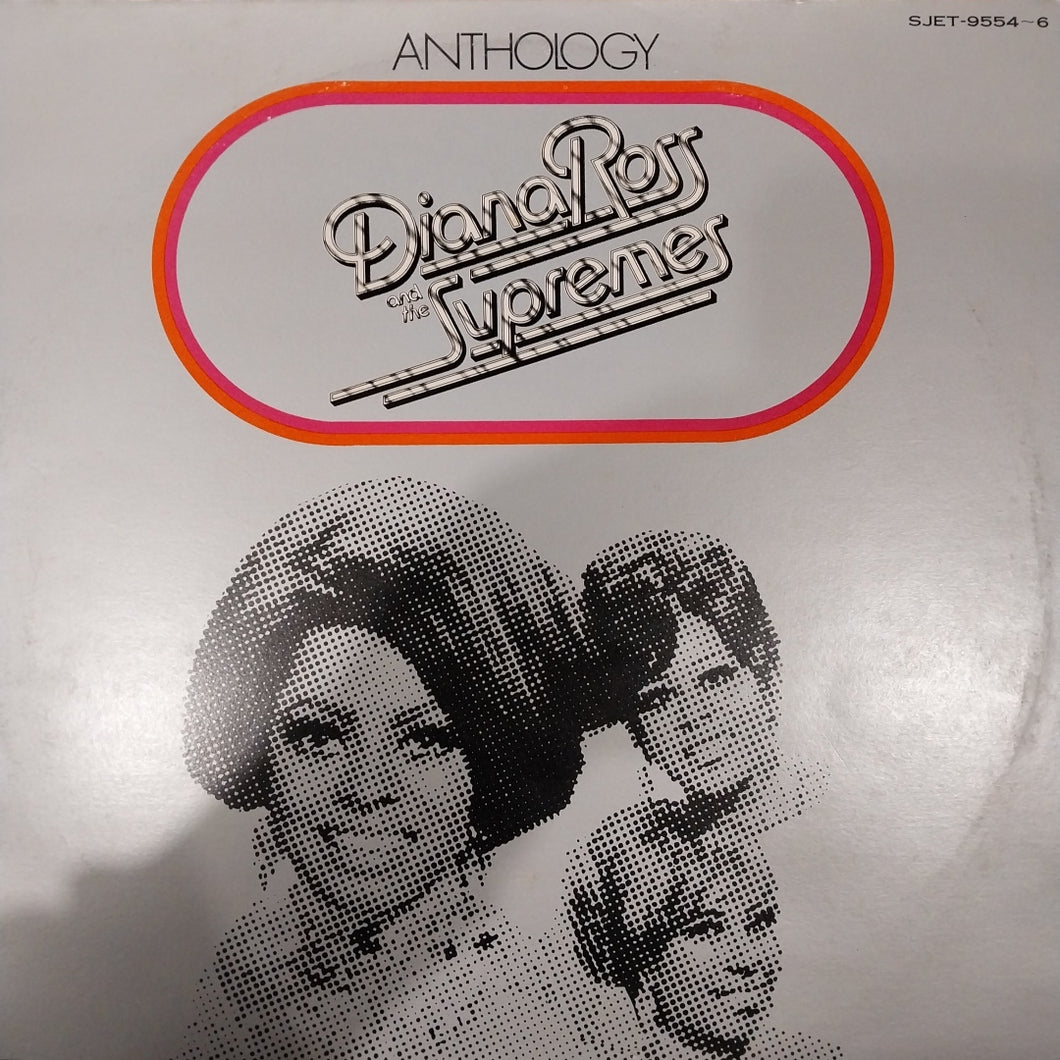 SJET-9554~6
ANTHOLOGY
Diana Ross
and the
Supremes